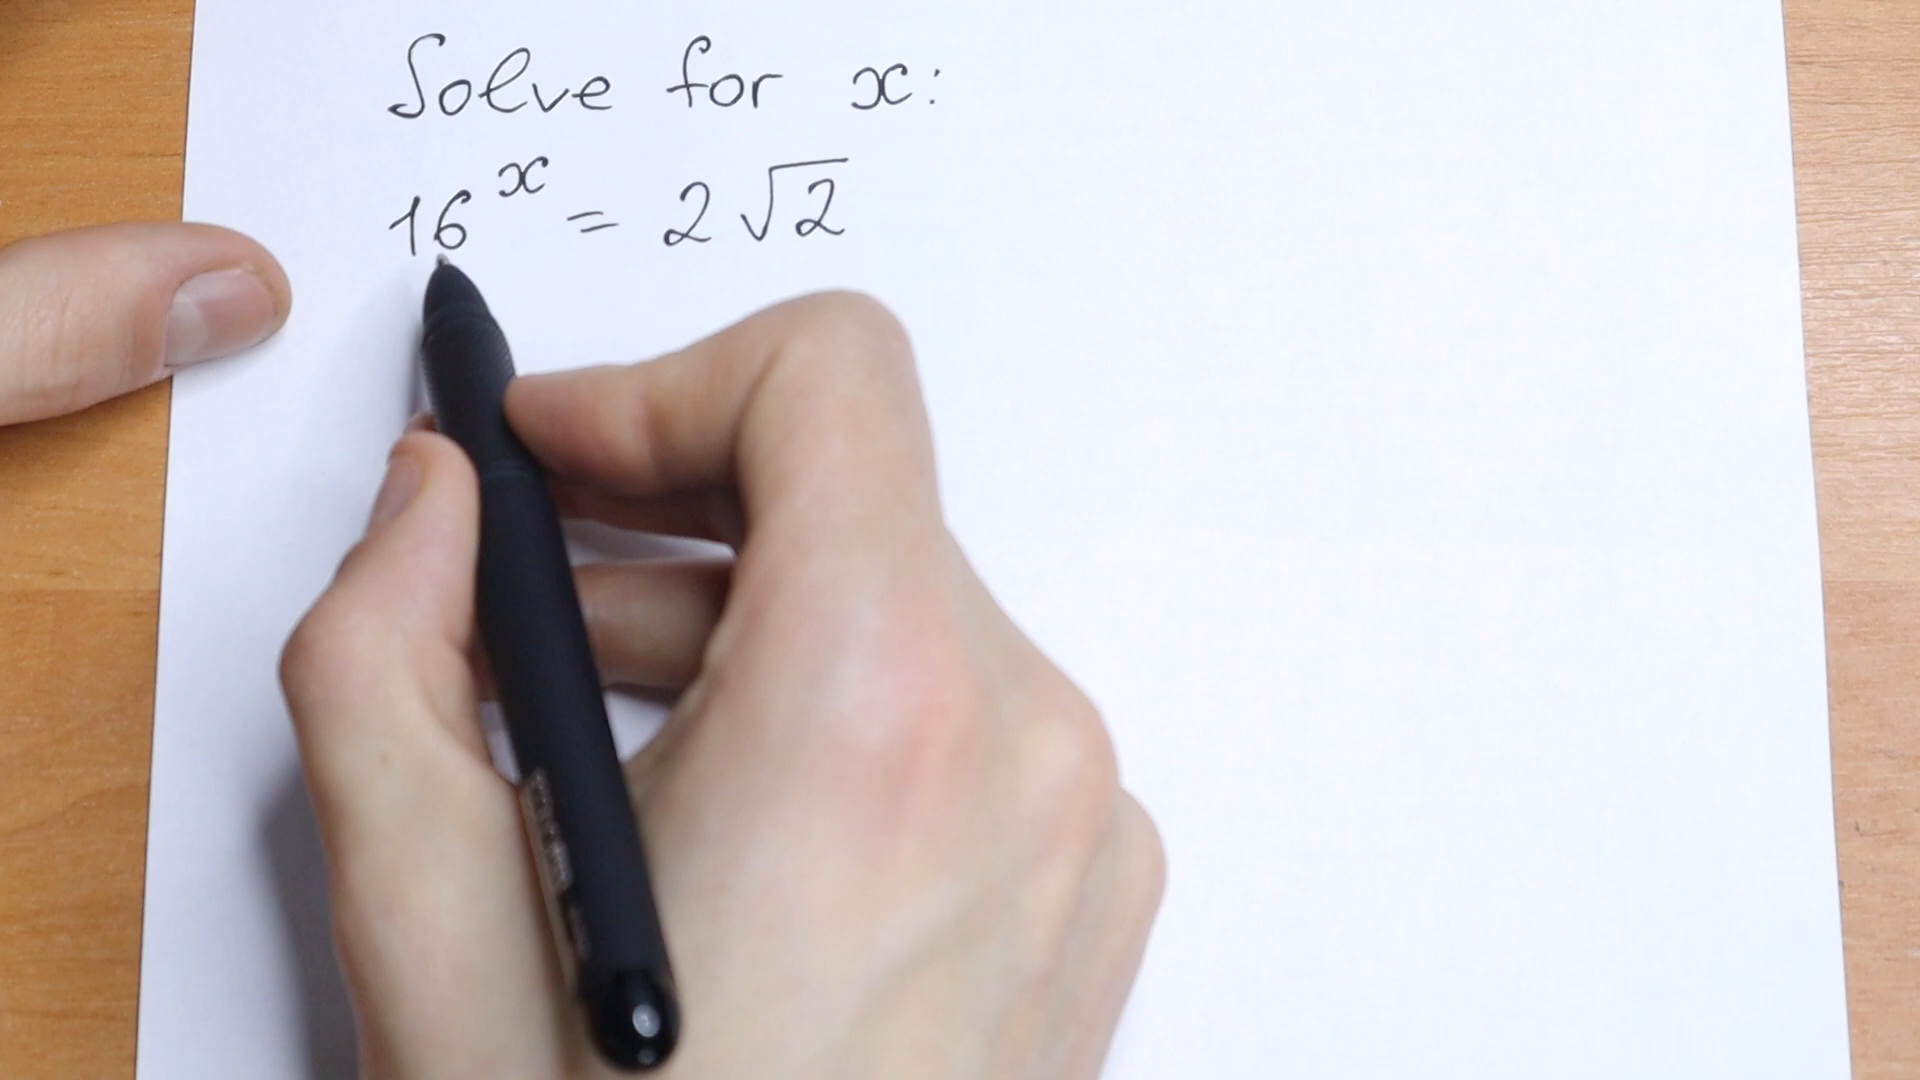 Solve for x:
16^x = 2√2